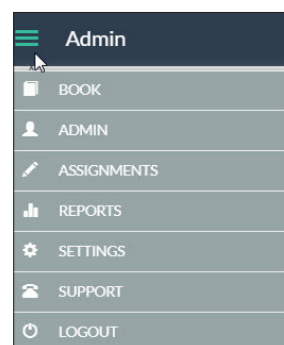 Admin
BOOK
ADMIN
ASSIGNMENTS
REPORTS
SETTINGS
SUPPORT
LOGOUT